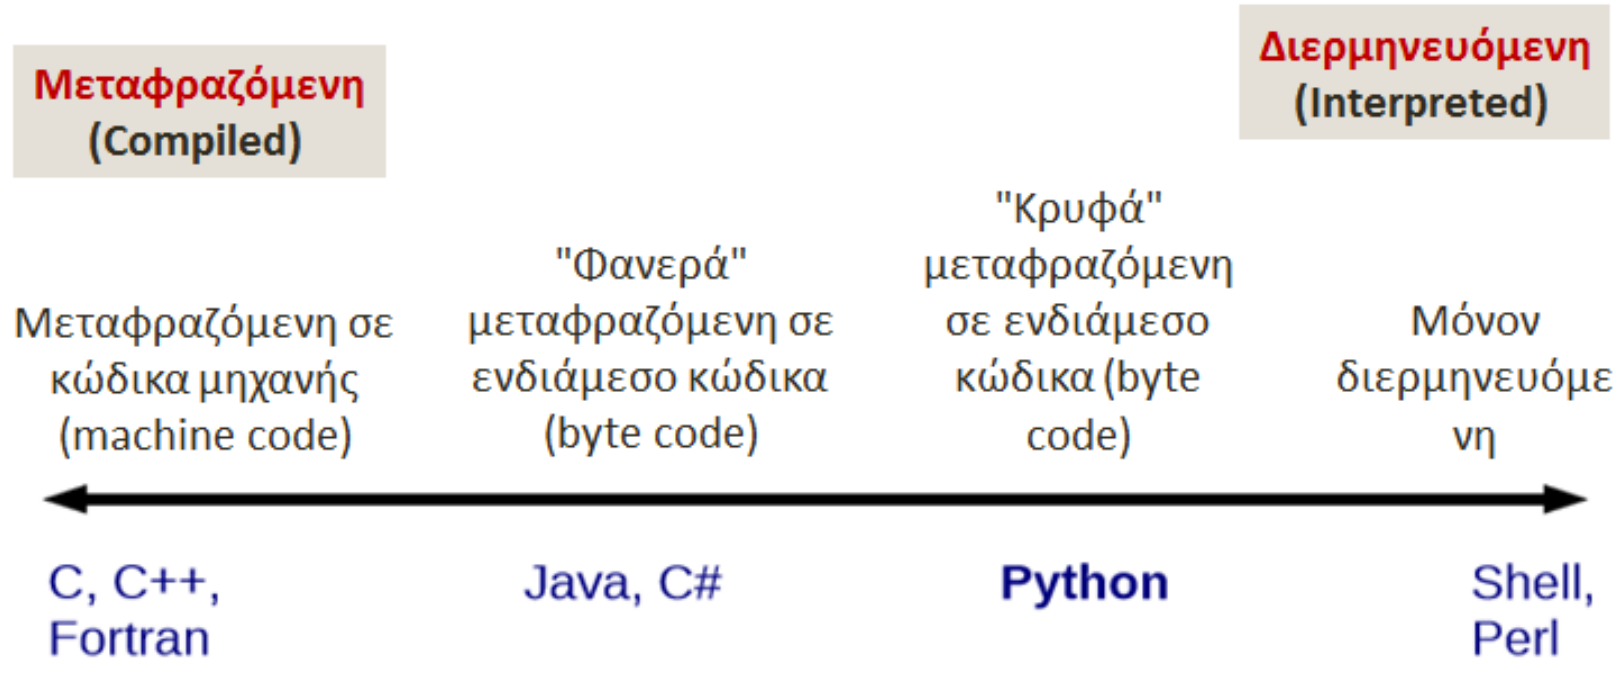 Μεταφραζόμενη
(Compiled)
Διερμηνευόμενη
(Interpreted)
Μεταφραζόμενη σε
κώδικα μηχανής
(machine code)
"Φανερά"
μεταφραζόμενη σε
ενδιάμεσο κώδικα
(byte code)
"Κρυφά"
μεταφραζόμενη
σε ενδιάμεσο
κώδικα (byte
code)
Μόνον
διερμηνευόμε
νη
C, C++,
Fortran
Java, C#
Python
Shell,
Perl